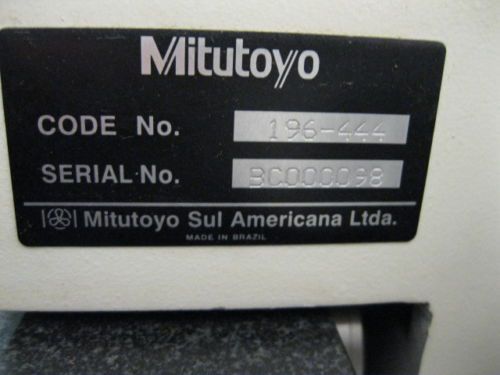 Mitutoyo
CODE No. 196-444
SERIAL No. BC000098
Mitutoyo Sul Americana Ltda.
MADE IN BRAZIL